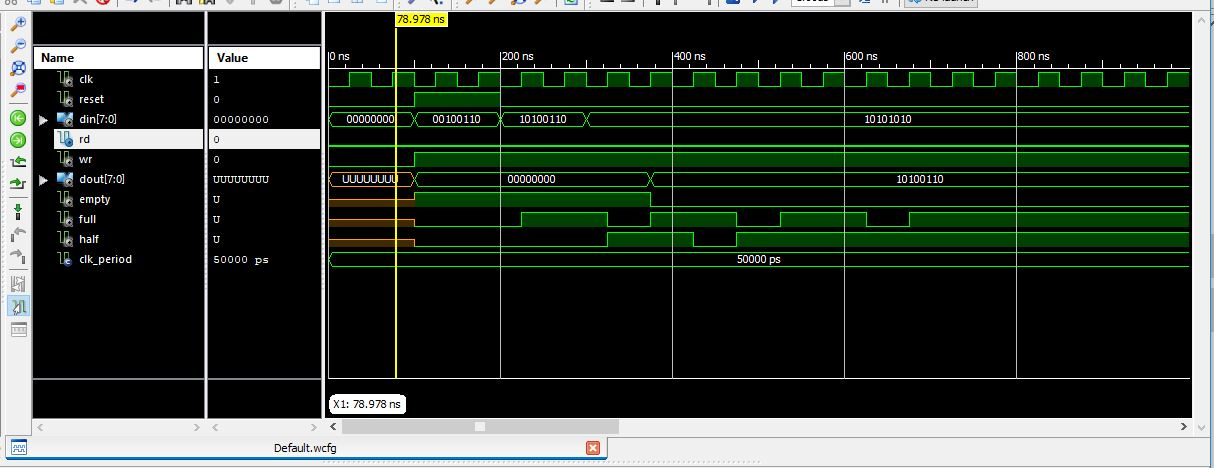 78.978 ns
Name Value
0 ns 200 ns 400 ns 600 ns 800 ns
clk 1
reset 0
din[7:0] 00000000 00000000 00100110 10100110 10101010
rd 0
wr 0
dout[7:0] UUUUUUUU UUUUUUUU 00000000 10100110
empty U
full U
half U
clk_period 50000 ps 50000 ps
X1: 78.978 ns
Default.wcfg